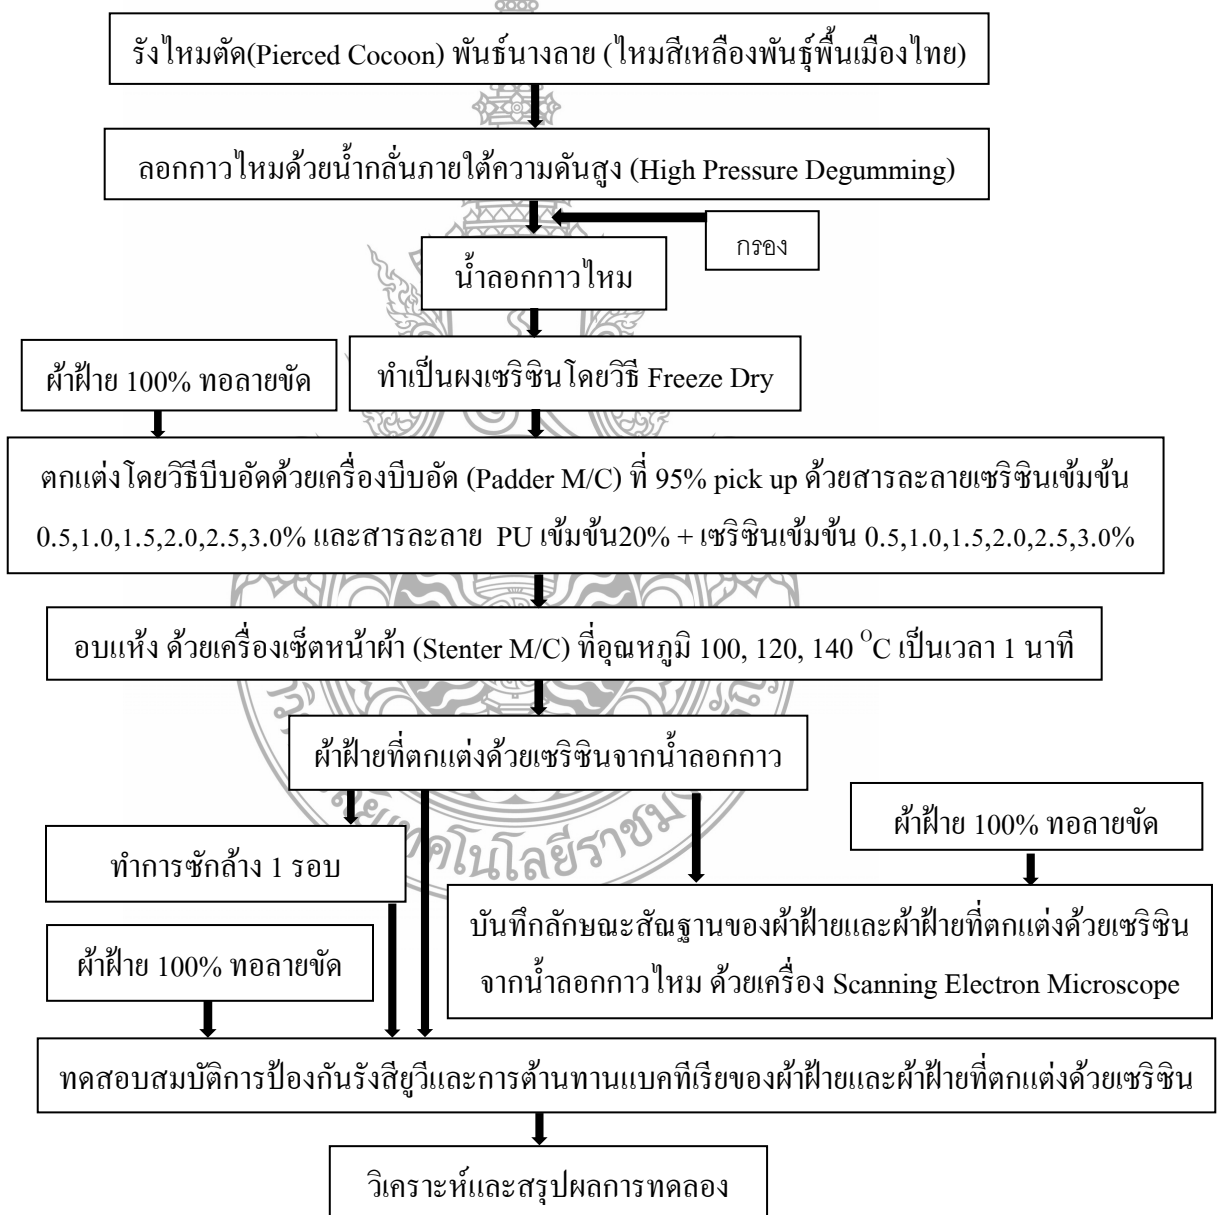 รังไหมตัด(Pierced Cocoon) พันธ์นางลาย (ไหมสีเหลืองพันธุ์พื้นเมืองไทย)
ลอกกาวไหมด้วยน้ำกลั่นภายใต้ความดันสูง (High Pressure Degumming)
กรอง
น้ำลอกกาวไหม
ผ้าฝ้าย 100% ทอลายขัด
ทำเป็นผงเซริซินโดยวิธี Freeze Dry
ตกแต่งโดยวิธีบีบอัดด้วยเครื่องบีบอัด (Padder M/C) ที่ 95% pick up ด้วยสารละลายเซริซินเข้มข้น
0.5,1.0,1.5,2.0,2.5,3.0% และสารละลาย PU เข้มข้น20% + เซริซินเข้มข้น 0.5,1.0,1.5,2.0,2.5,3.0%
อบแห้ง ด้วยเครื่องเซ็ตหน้าผ้า (Stenter M/C) ที่อุณหภูมิ 100, 120, 140 °C เป็นเวลา 1 นาที
ผ้าฝ้ายที่ตกแต่งด้วยเซริซินจากน้ำลอกกาว
ผ้าฝ้าย 100% ทอลายขัด
ทำการซักล้าง 1 รอบ
บันทึกลักษณะสัณฐานของผ้าฝ้ายและผ้าฝ้ายที่ตกแต่งด้วยเซริซิน
จากน้ำลอกกาวไหม ด้วยเครื่อง Scanning Electron Microscope
ผ้าฝ้าย 100% ทอลายขัด
ทดสอบสมบัติการป้องกันรังสียูวีและการต้านทานแบคทีเรียของผ้าฝ้ายและผ้าฝ้ายที่ตกแต่งด้วยเซริซิน
วิเคราะห์และสรุปผลการทดลอง